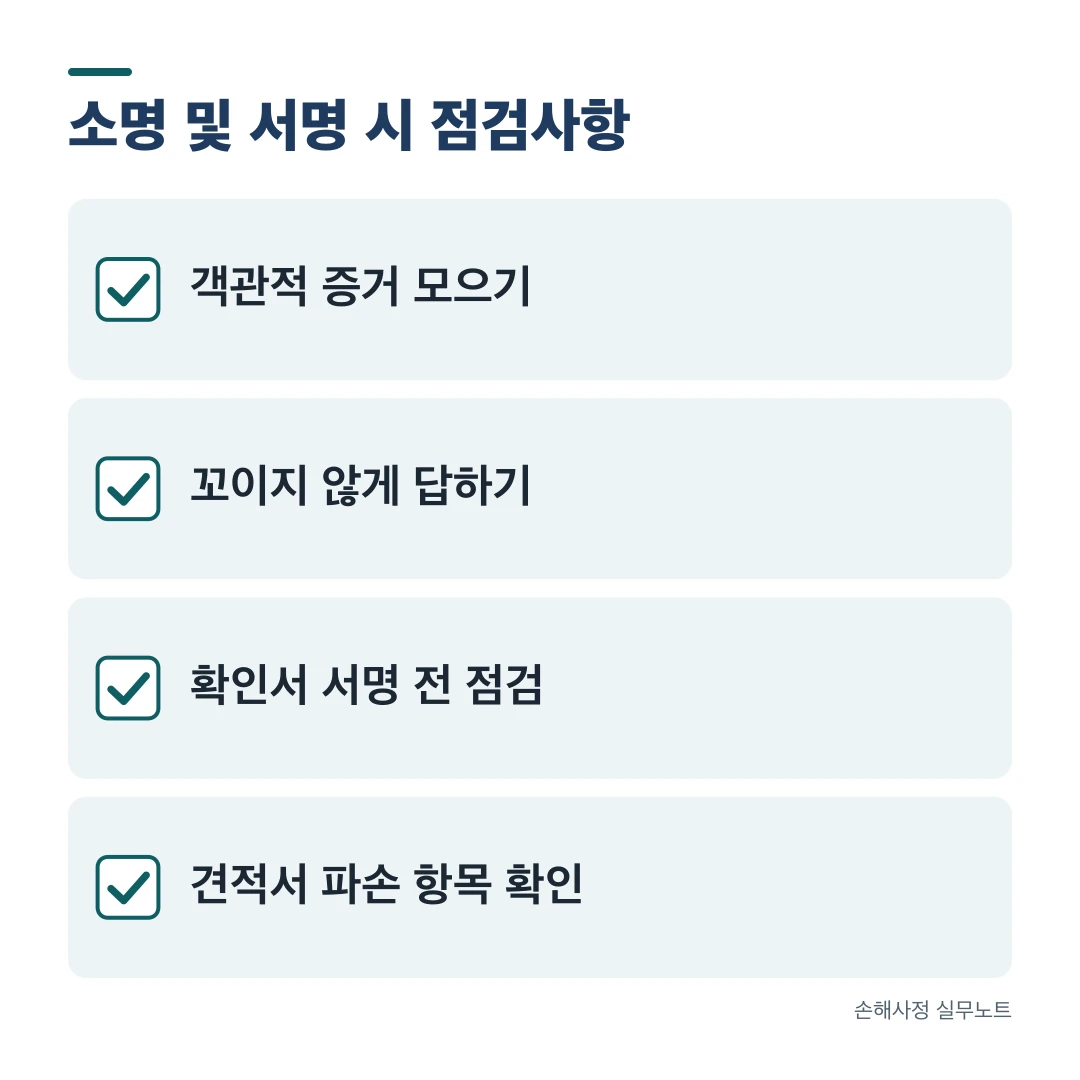 소명 및 서명 시 점검사항
객관적 증거 모으기
꼬이지 않게 답하기
확인서 서명 전 점검
견적서 파손 항목 확인
손해사정 실무노트